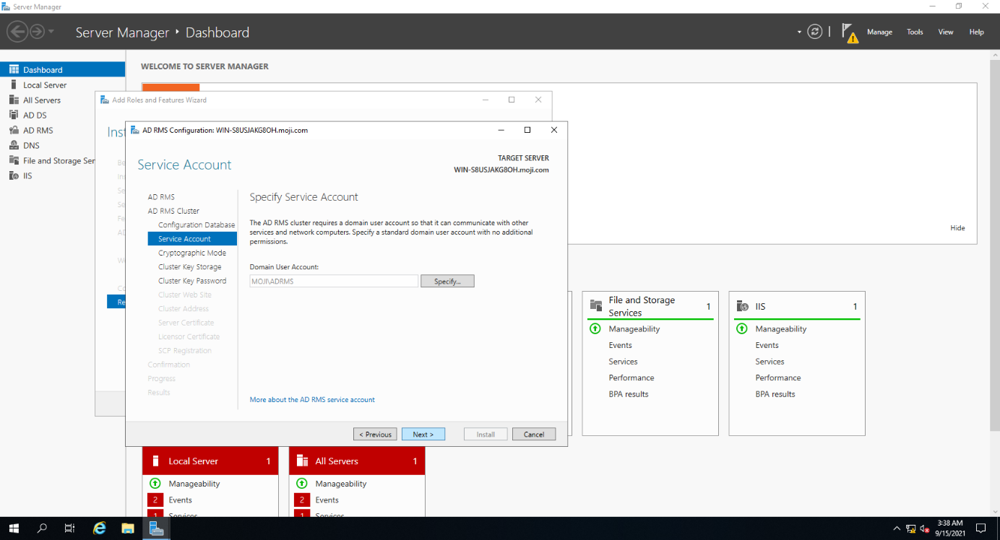 Server Manager
Server Manager • Dashboard
Manage Tools View Help
Dashboard
Local Server
All Servers
AD DS
AD RMS
DNS
File and Storage Ser
IIS
WELCOME TO SERVER MANAGER
Hide
Add Roles and Features Wizard
Inst
Be
Se
Se
Fe
AD
Co
Re
AD RMS Configuration: WIN-S8USJAKG8OH.moji.com
Service Account
TARGET SERVER
WIN-S8USJAKG8OH.moji.com
AD RMS
AD RMS Cluster
Configuration Database
Service Account
Cryptographic Mode
Cluster Key Storage
Cluster Key Password
Cluster Web Site
Cluster Address
Server Certificate
Licensor Certificate
SCP Registration
Confirmation
Progress
Results
Specify Service Account
The AD RMS cluster requires a domain user account so that it can communicate with other
services and network computers. Specify a standard domain user account with no additional
permissions.
Domain User Account:
MOJI\ADRMS
Specify...
More about the AD RMS service account
< Previous
Next >
Install
Cancel
File and Storage
Services
1
Manageability
Events
Services
Performance
BPA results
IIS 1
Manageability
Events
Services
Performance
BPA results
Local Server 1
Manageability
2 Events
1 Services
All Servers 1
Manageability
2 Events
1 Services
3:38 AM
9/15/2021